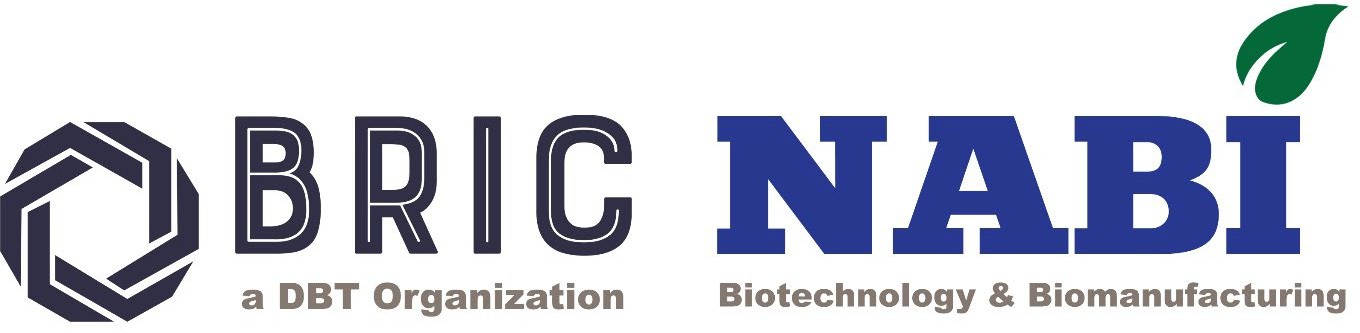 BRIC
a DBT Organization
NABI
Biotechnology & Biomanufacturing